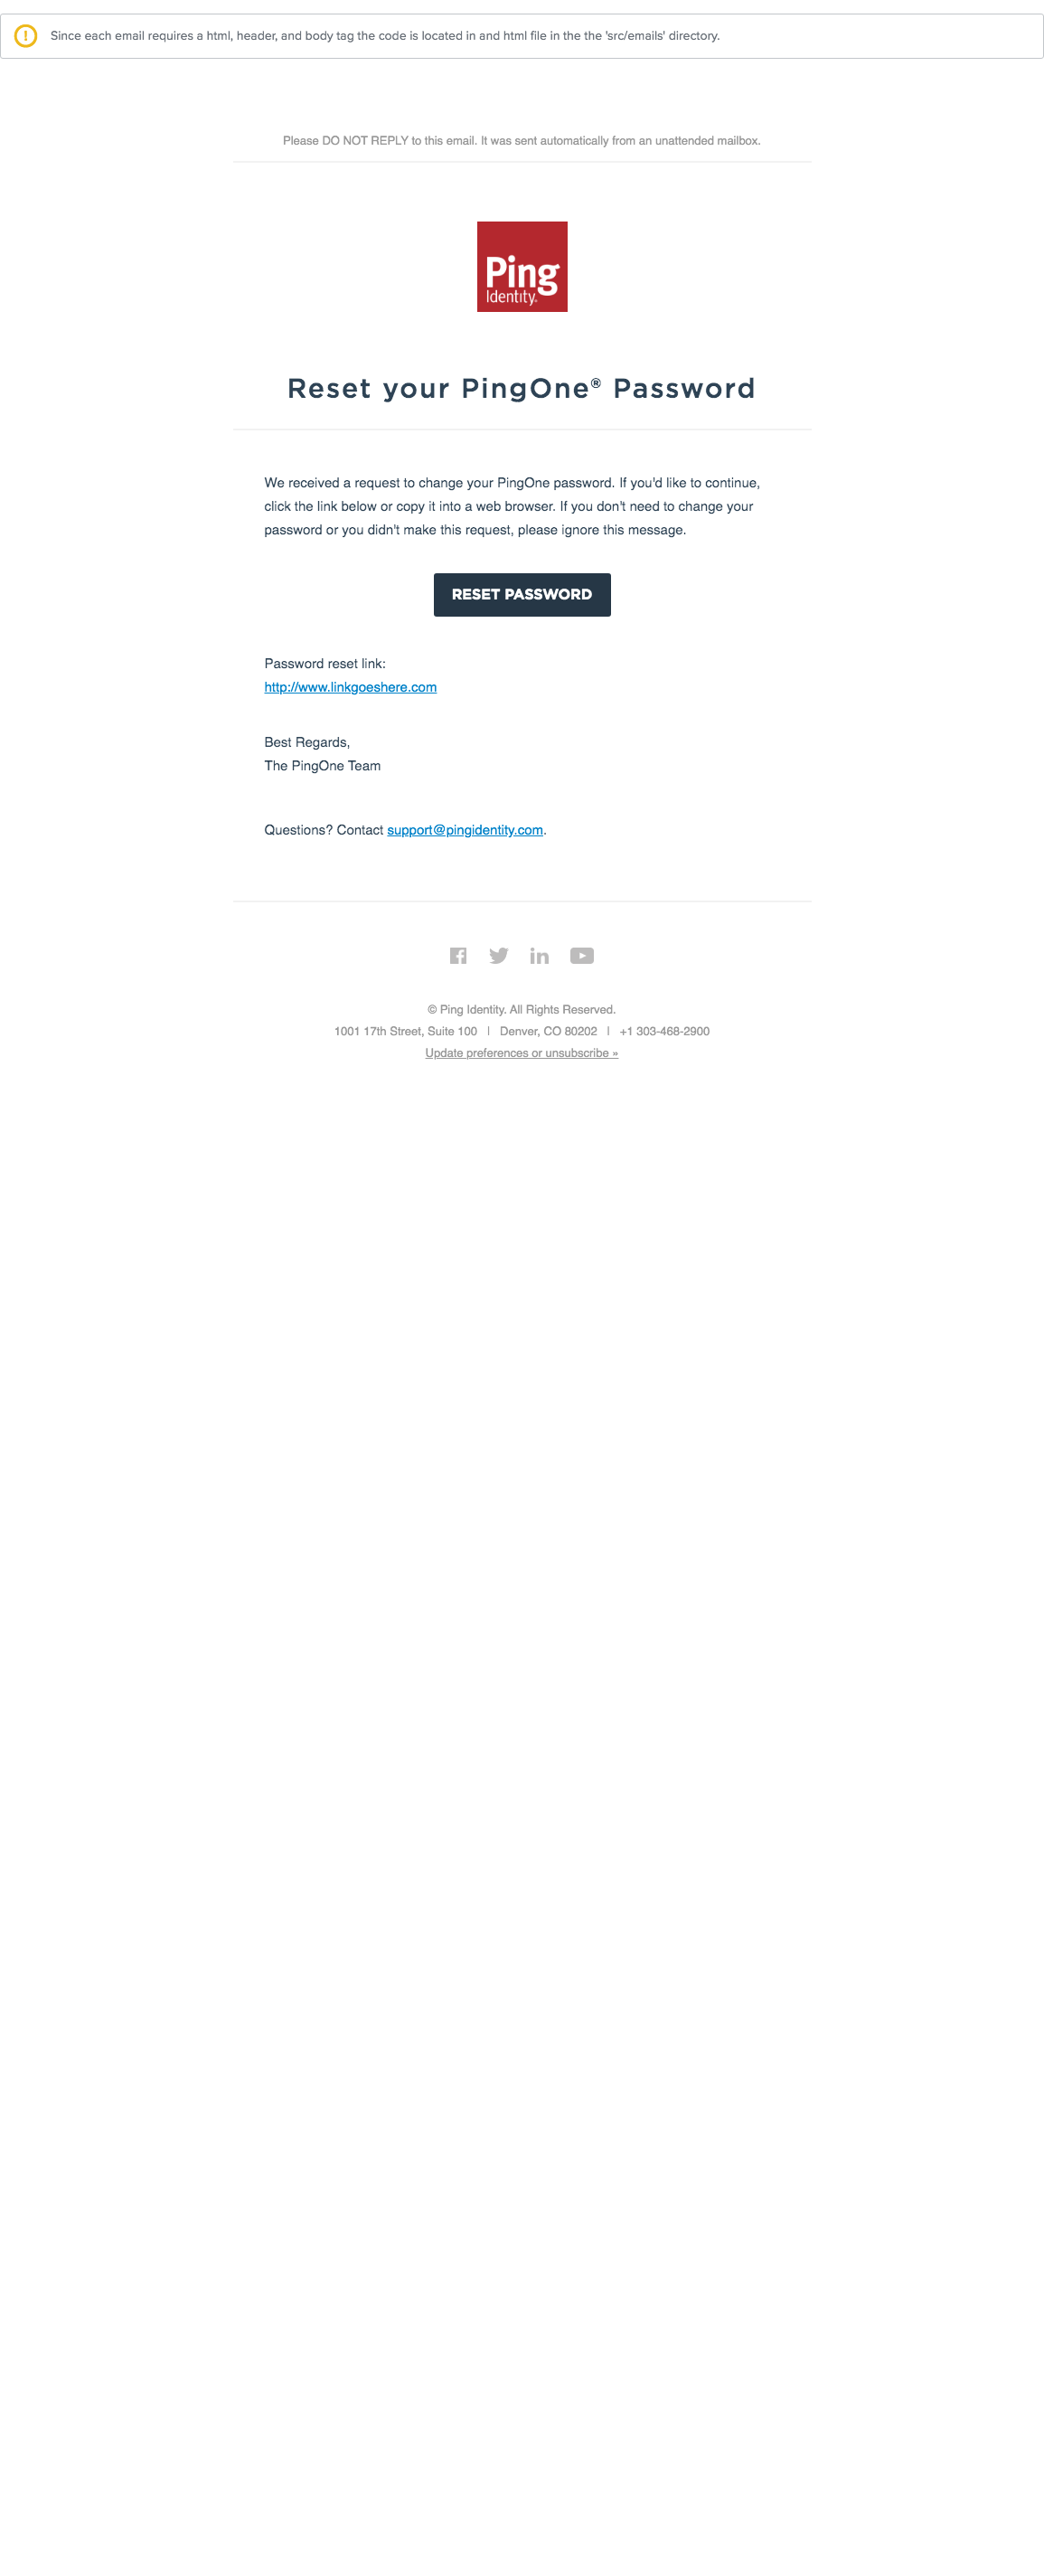 Since each email requires a html, header, and body tag the code is located in and html file in the the 'src/emails' directory.
Please DO NOT REPLY to this email. It was sent automatically from an unattended mailbox.
Ping
Identity®
Reset your PingOne® Password
We received a request to change your PingOne password. If you'd like to continue,
click the link below or copy it into a web browser. If you don't need to change your
password or you didn't make this request, please ignore this message.
RESET PASSWORD
Password reset link:
http://www.linkgoeshere.com
Best Regards,
The PingOne Team
Questions? Contact support@pingidentity.com.
© Ping Identity. All Rights Reserved.
1001 17th Street, Suite 100 | Denver, CO 80202 | +1 303-468-2900
Update preferences or unsubscribe »